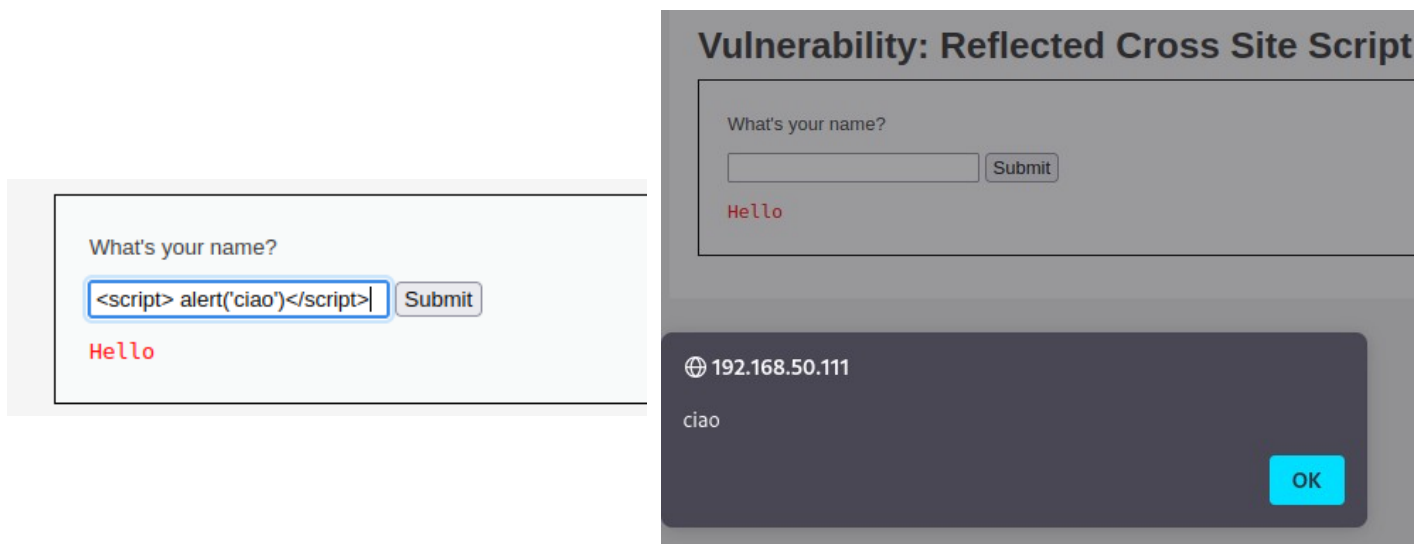 What's your name?
<script> alert('ciao')</script> Submit
Hello
Vulnerability: Reflected Cross Site Script
What's your name?
Submit
Hello
192.168.50.111
ciao
OK